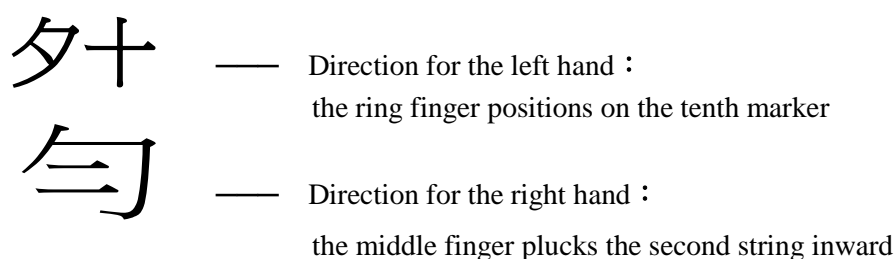 夕十 —— Direction for the left hand：
the ring finger positions on the tenth marker
勻 —— Direction for the right hand：
the middle finger plucks the second string inward